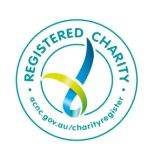 REGISTERED CHARITY
acnc.gov.au/charityregister